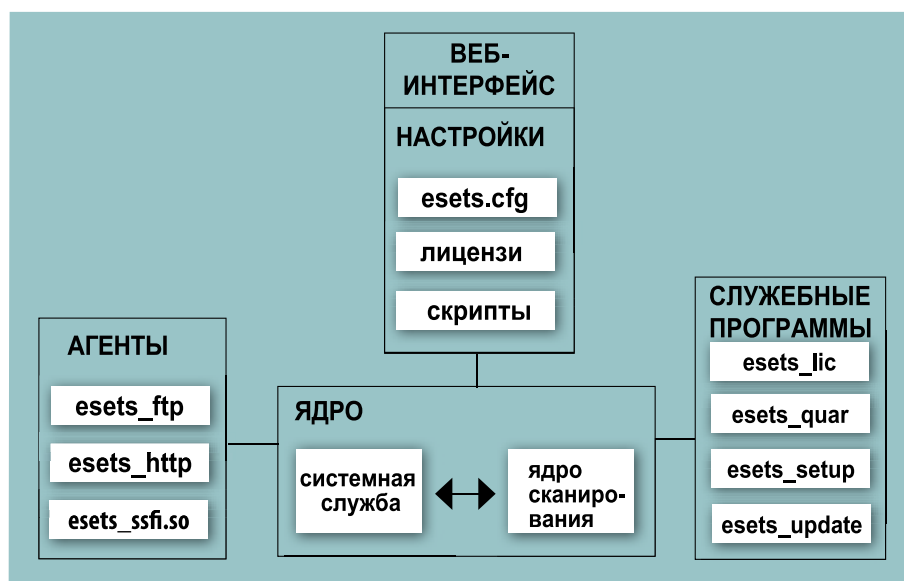 ВЕБ-
ИНТЕРФЕЙС
НАСТРОЙКИ
esets.cfg
лицензи
скрипты
АГЕНТЫ
esets_ftp
esets_http
esets_ssfi.so
ЯДРО
системная
служба
ядро
сканиро-
вания
СЛУЖЕБНЫЕ
ПРОГРАММЫ
esets_lic
esets_quar
esets_setup
esets_update